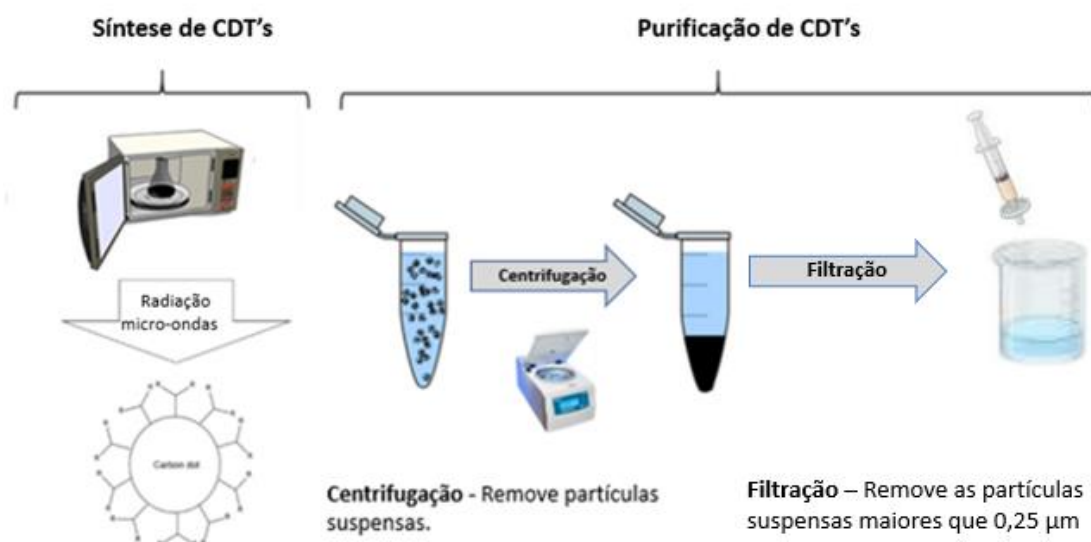 Síntese de CDT's
Purificação de CDT's
Radiação
micro-ondas
Carbon dot
Centrifugação
Filtração
Centrifugação - Remove partículas
suspensas.
Filtração – Remove as partículas
suspensas maiores que 0,25 µm